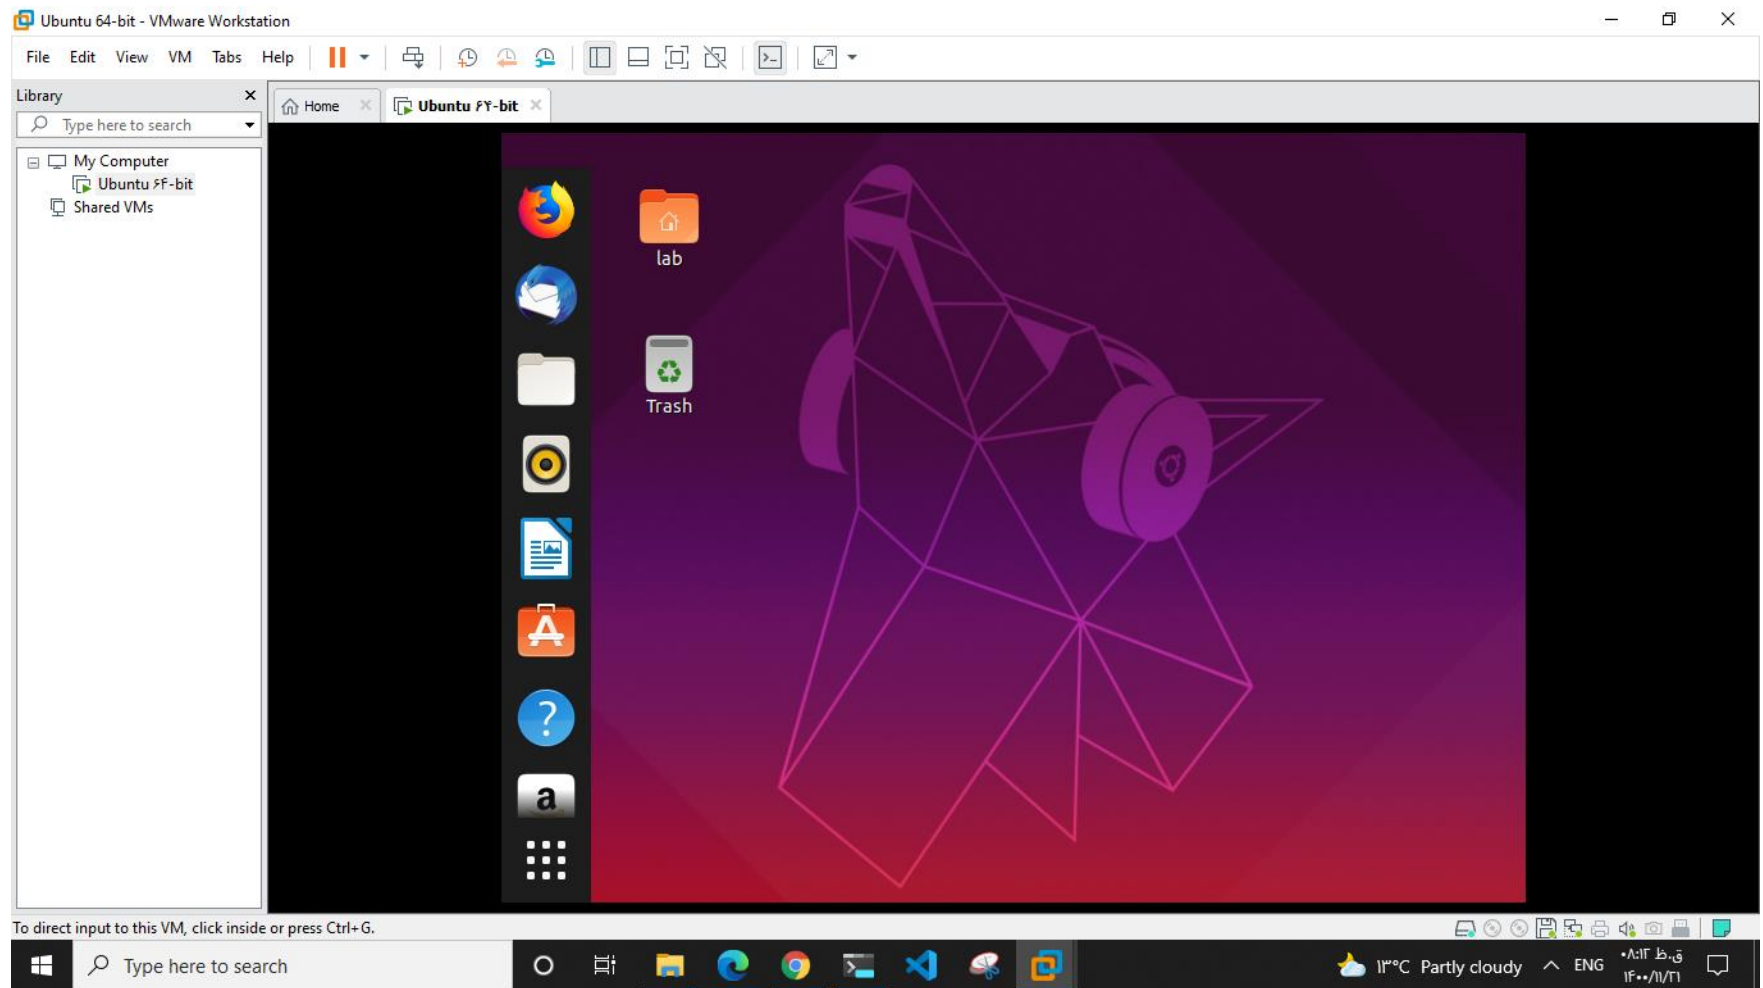 Ubuntu 64-bit - VMware Workstation
File Edit View VM Tabs Help
Library
Home
Ubuntu ۶۴-bit
Type here to search
My Computer
Ubuntu ۶۴-bit
Shared VMs
lab
Trash
?
a
To direct input to this VM, click inside or press Ctrl+G.
Type here to search
۱۳°C Partly cloudy
ENG
۰۸:۱۲ ق.ظ
۱۴۰۰/۱۱/۲۱